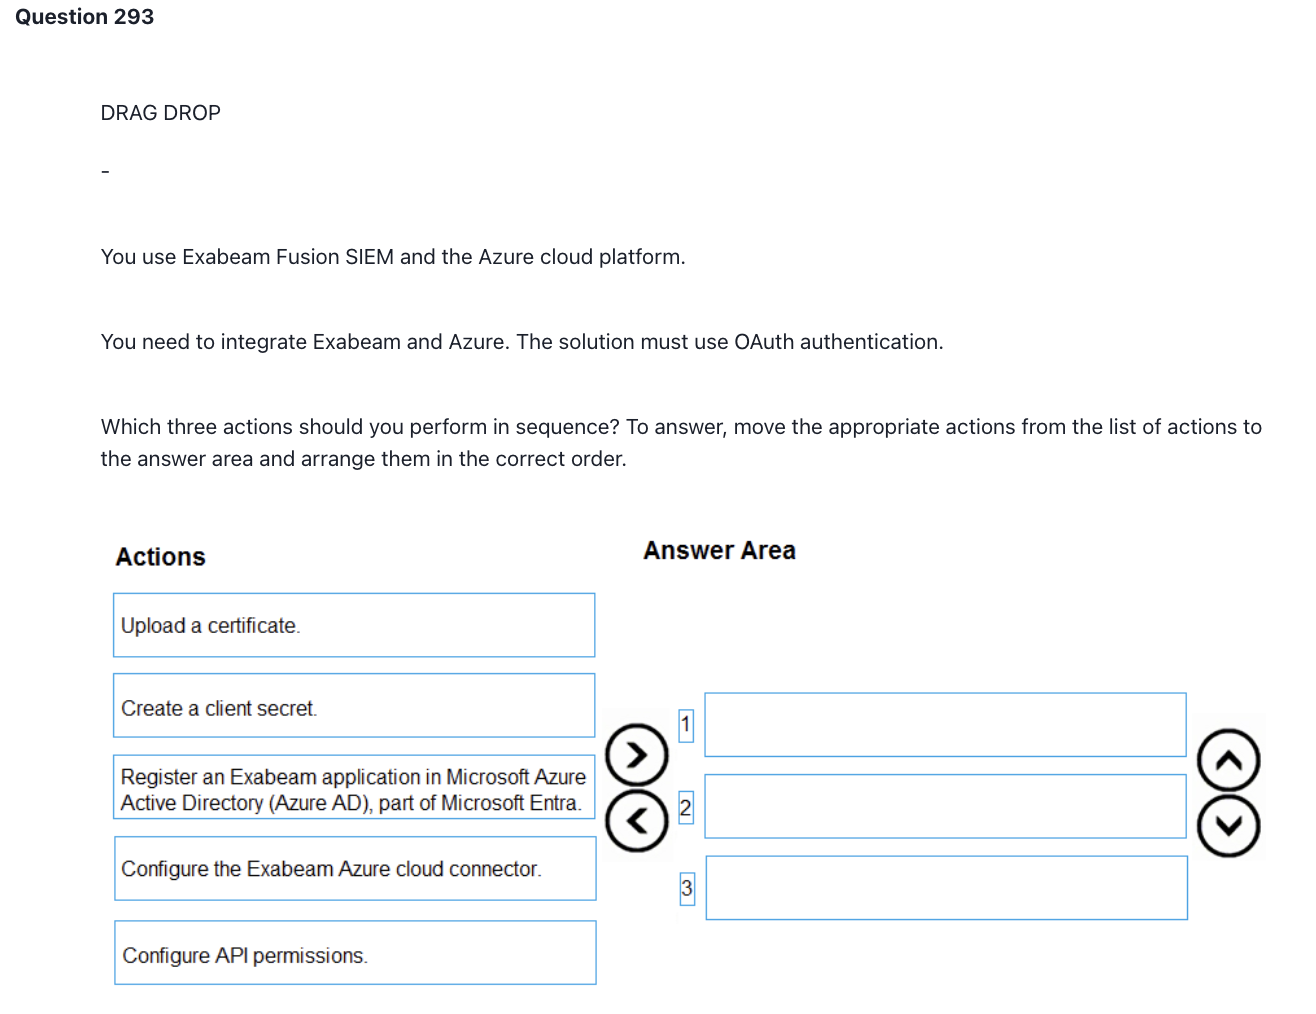 Question 293
DRAG DROP
-
You use Exabeam Fusion SIEM and the Azure cloud platform.
You need to integrate Exabeam and Azure. The solution must use OAuth authentication.
Which three actions should you perform in sequence? To answer, move the appropriate actions from the list of actions to
the answer area and arrange them in the correct order.
Actions
Answer Area
Upload a certificate.
Create a client secret.
Register an Exabeam application in Microsoft Azure
Active Directory (Azure AD), part of Microsoft Entra.
Configure the Exabeam Azure cloud connector.
Configure API permissions.
1
2
3